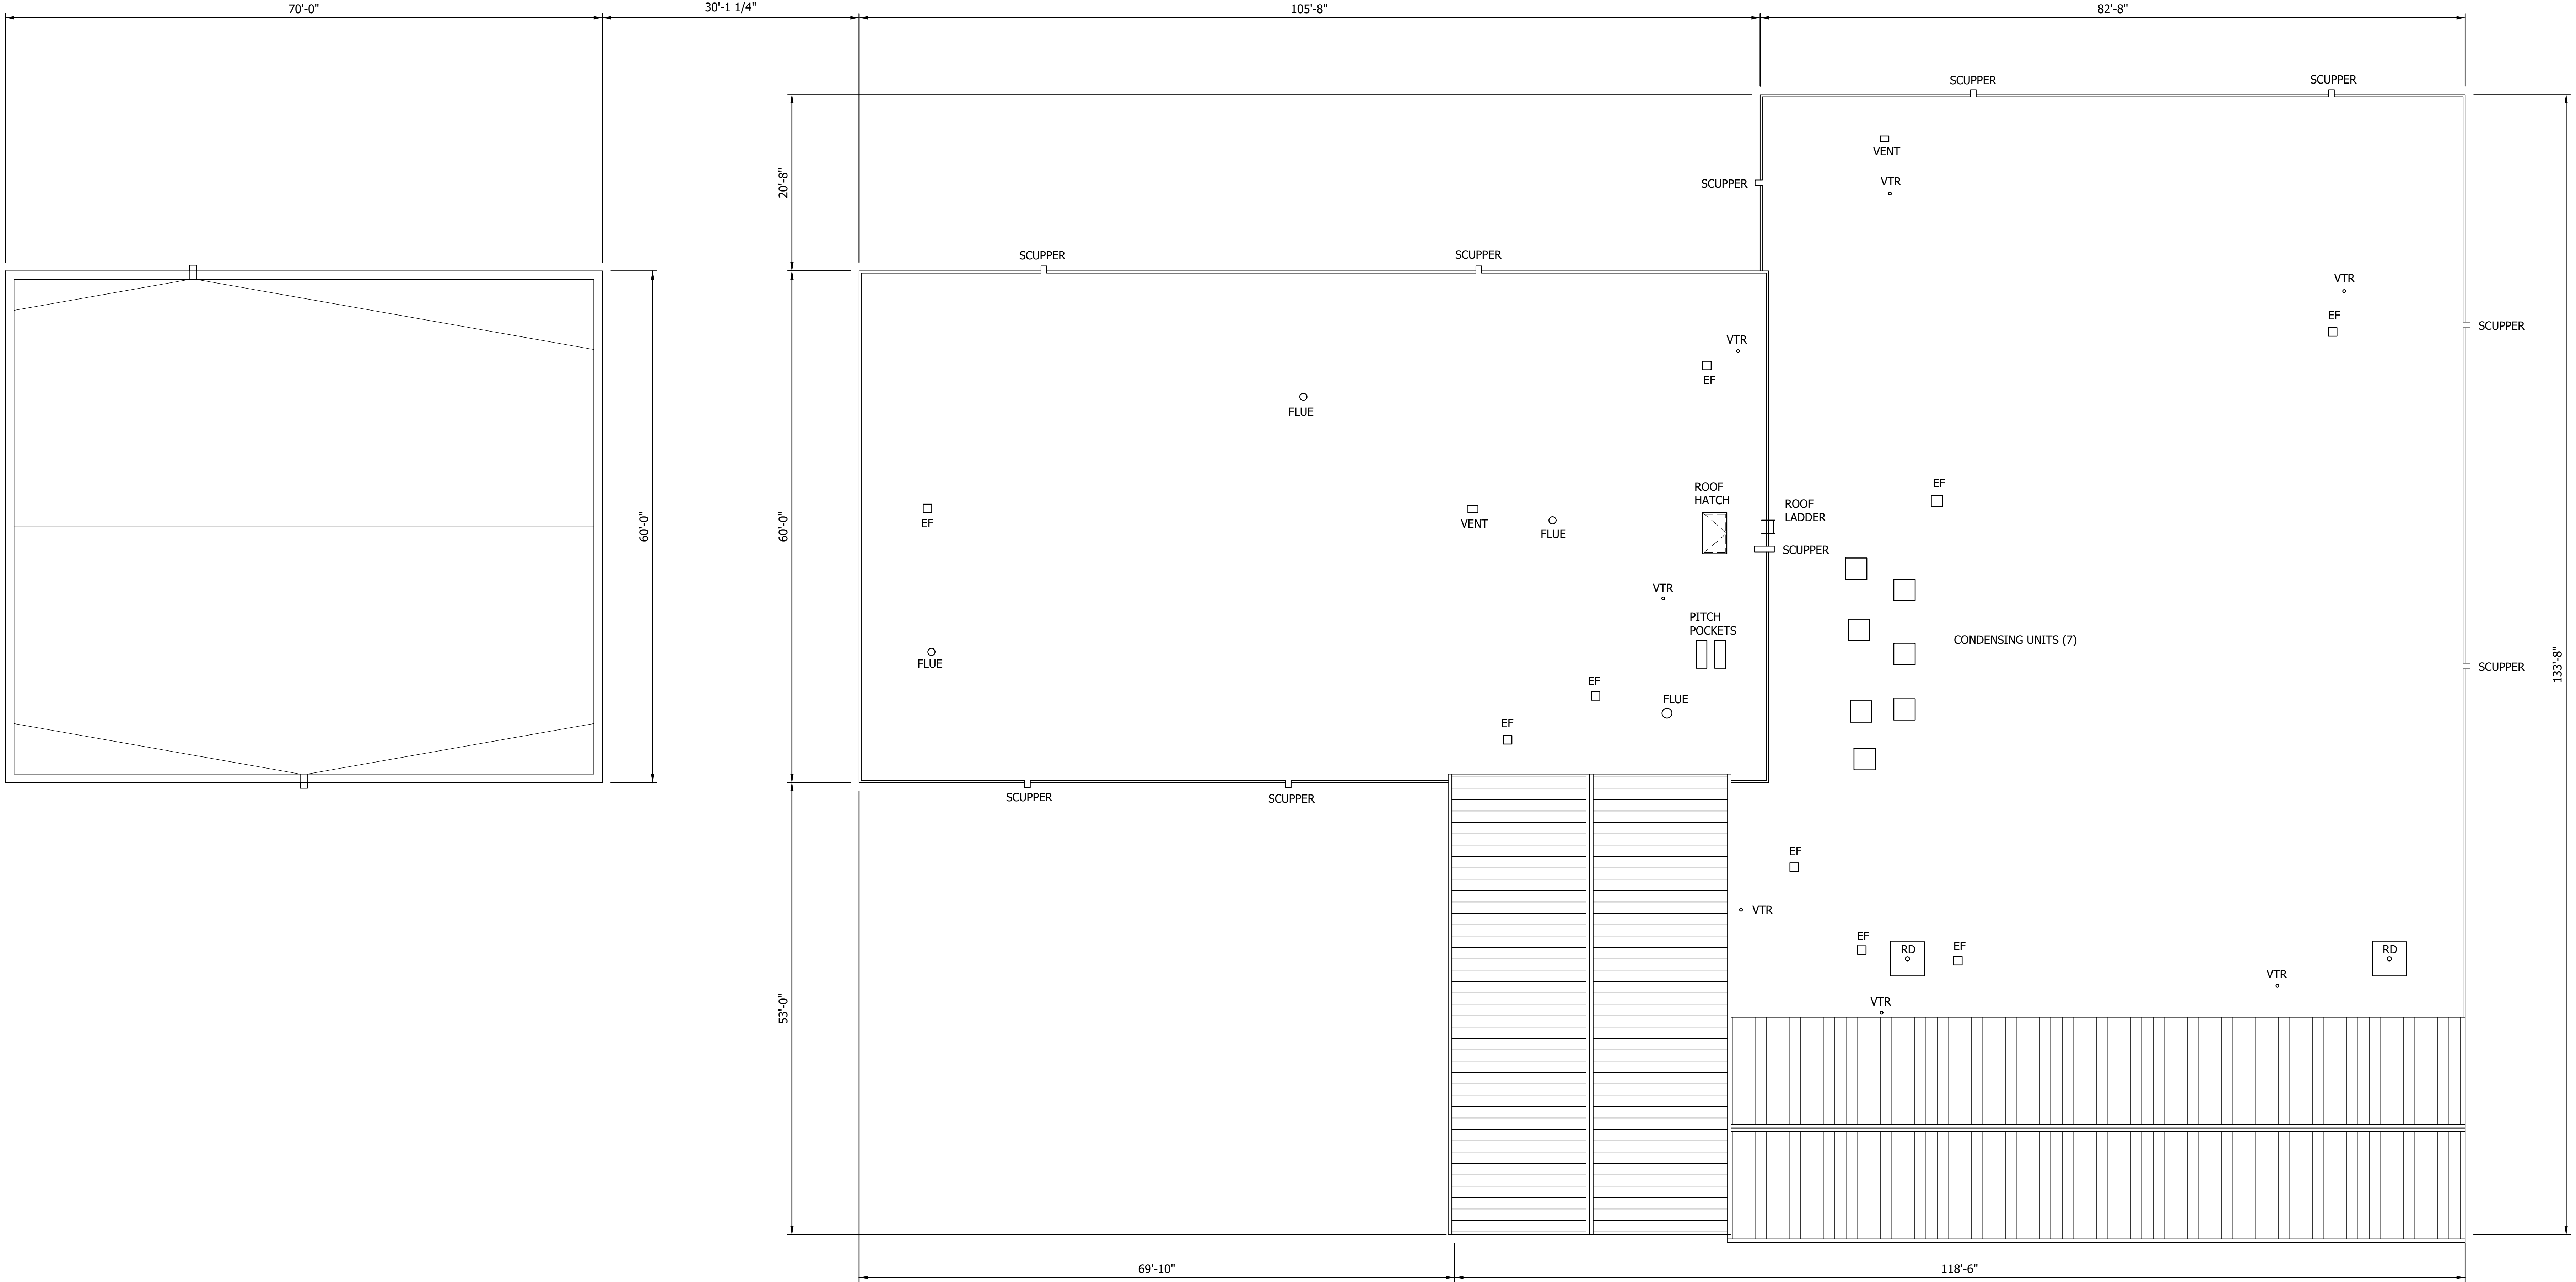 70'-0"
30'-1 1/4"
105'-8"
82'-8"
SCUPPER
SCUPPER
VENT
20'-8"
SCUPPER
VTR
SCUPPER
SCUPPER
VTR
EF
SCUPPER
VTR
EF
FLUE
ROOF
HATCH
EF
ROOF
LADDER
60'-0"
60'-0"
EF
VENT
FLUE
SCUPPER
VTR
PITCH
POCKETS
CONDENSING UNITS (7)
FLUE
SCUPPER
133'-8"
EF
FLUE
EF
SCUPPER
SCUPPER
EF
VTR
EF
RD
EF
RD
VTR
VTR
53'-0"
69'-10"
118'-6"